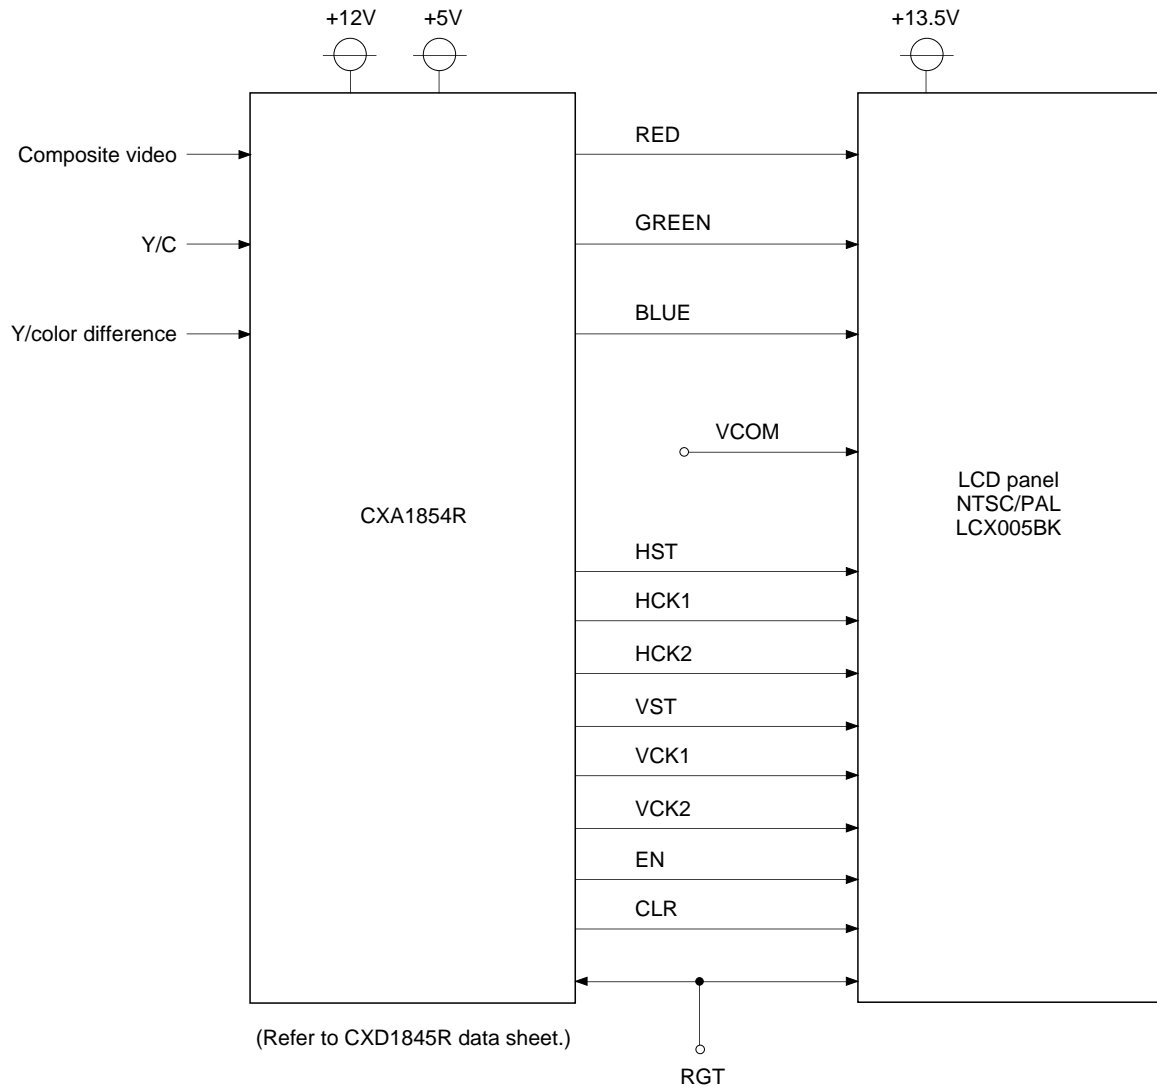 +12V
+5V
+13.5V
Composite video
RED
Y/C
GREEN
Y/color difference
BLUE
VCOM
CXA1854R
LCD panel
NTSC/PAL
LCX005BK
HST
HCK1
HCK2
VST
VCK1
VCK2
EN
CLR
(Refer to CXD1845R data sheet.)
RGT